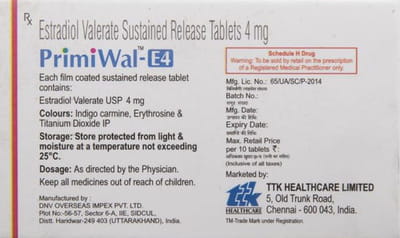 Rx Estradiol Valerate Sustained Release Tablets 4 mg
PrimiWal™-E4
Each film coated sustained release tablet
contains:
Estradiol Valerate USP 4 mg
Colours: Indigo carmine, Erythrosine &
Titanium Dioxide IP
Storage: Store protected from light &
moisture at a temperature not exceeding
25°C.
Dosage: As directed by the Physician.
Keep all medicines out of reach of children.
Manufactured by:
DNV OVERSEAS IMPEX PVT. LTD.
Plot No.-56-57, Sector 6-A, IIE, SIDCUL,
Distt. Haridwar-249 403 (UTTARAKHAND), India.
Schedule H Drug
Warning: To be sold by retail on the prescription
of a Registered Medical Practitioner only.
Mfg. Lic. No.: 65/UA/SC/P-2014
Batch No.:
Mfg. Date:
Expiry Date:
Max. Retail Price
per 10 tablets ₹:
(Inclusive of all taxes)
Marketed by:
ttk
HEALTHCARE
TTK HEALTHCARE LIMITED
5, Old Trunk Road,
Chennai - 600 043, India.
TM-Trade Mark under Registration.